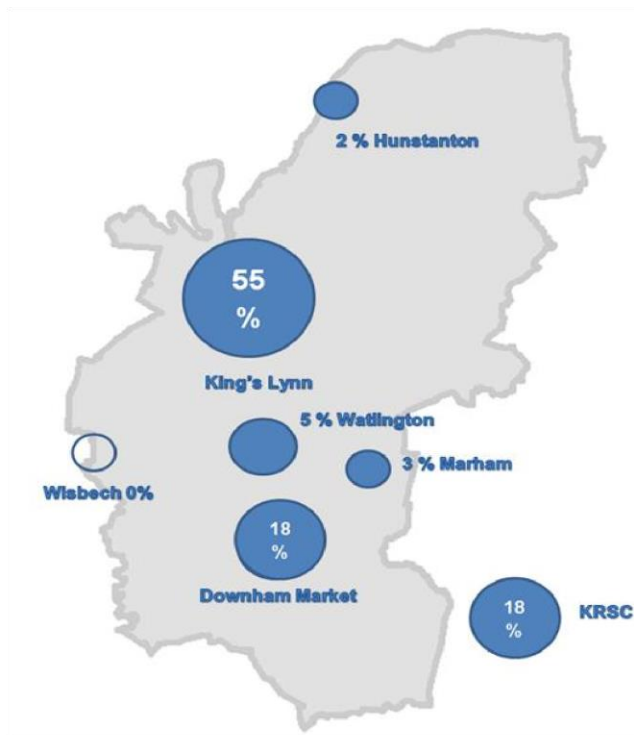 2 % Hunstanton
55
%
King's Lynn
5 % Watlington
3 % Marham
Wisbech 0%
18
%
Downham Market
18
%
KRSC